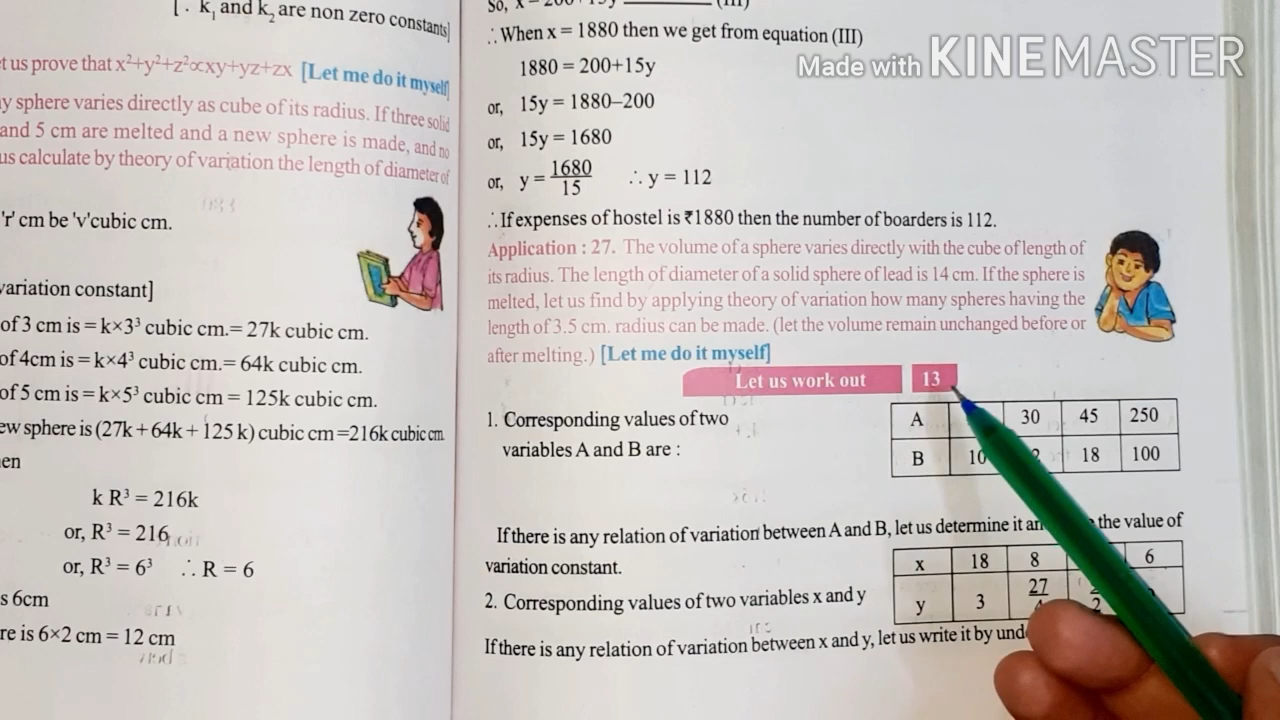 [∵ k1 and k2 are non zero constants]
et us prove that x²+y²+z²∝xy+yz+zx [Let me do it myself]
y sphere varies directly as cube of its radius. If three solid
and 5 cm are melted and a new sphere is made, and no
us calculate by theory of variation the length of diameter of
'r' cm be 'v'cubic cm.
variation constant]
of 3 cm is = k×3³ cubic cm.= 27k cubic cm.
of 4cm is = k×4³ cubic cm.= 64k cubic cm.
of 5 cm is = k×5³ cubic cm = 125k cubic cm.
ew sphere is (27k + 64k + 125 k) cubic cm =216k cubic cm.
en
k R³ = 216k
or, R³ = 216
or, R³ = 6³ ∴ R = 6
s 6cm
re is 6×2 cm = 12 cm
So, x = 200+15y (III)
∴ When x = 1880 then we get from equation (III)
1880 = 200+15y
or, 15y = 1880–200
or, 15y = 1680
or, y = 1680/15 ∴ y = 112
∴ If expenses of hostel is ₹1880 then the number of boarders is 112.
Application : 27. The volume of a sphere varies directly with the cube of length of
its radius. The length of diameter of a solid sphere of lead is 14 cm. If the sphere is
melted, let us find by applying theory of variation how many spheres having the
length of 3.5 cm. radius can be made. (let the volume remain unchanged before or
after melting.) [Let me do it myself]
Let us work out 13
1. Corresponding values of two
variables A and B are :
A 30 45 250
B 10 18 100
If there is any relation of variation between A and B, let us determine it an the value of
variation constant.
2. Corresponding values of two variables x and y
x 18 8 6
y 3 27
If there is any relation of variation between x and y, let us write it by und
Made with KINEMASTER